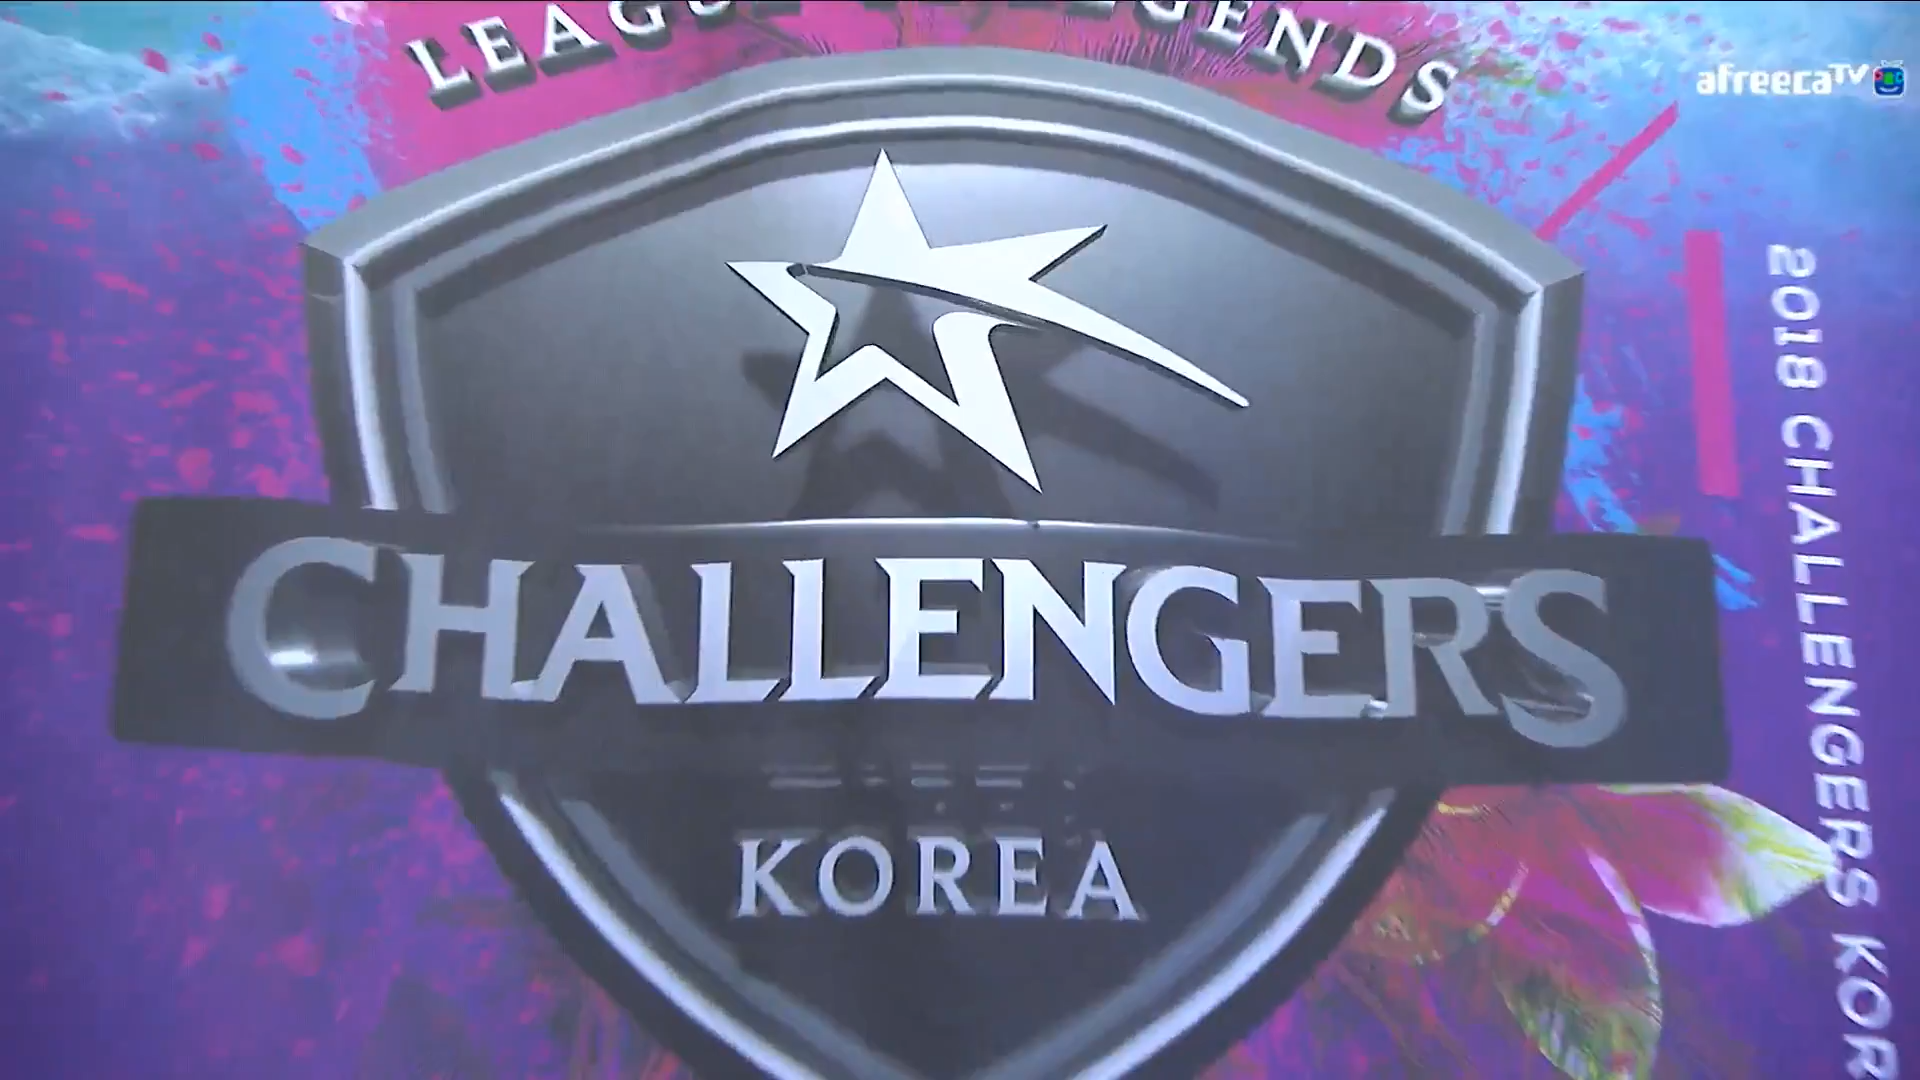 LEAGUE LEGENDS
afreecaTV
CHALLENGERS
KOREA
2018 CHALLENGERS KOR